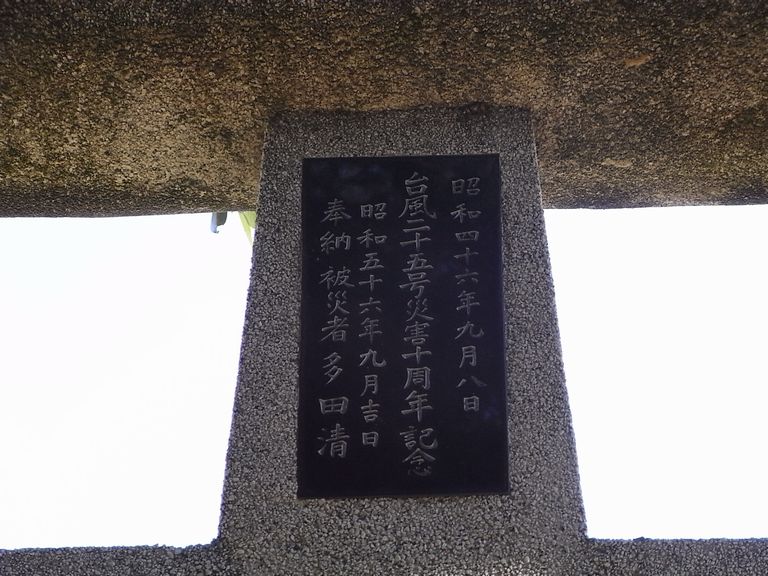 昭和四十六年九月八日
台風二十五号災害十周年記念
昭和五十六年九月吉日
奉納被災者多田清